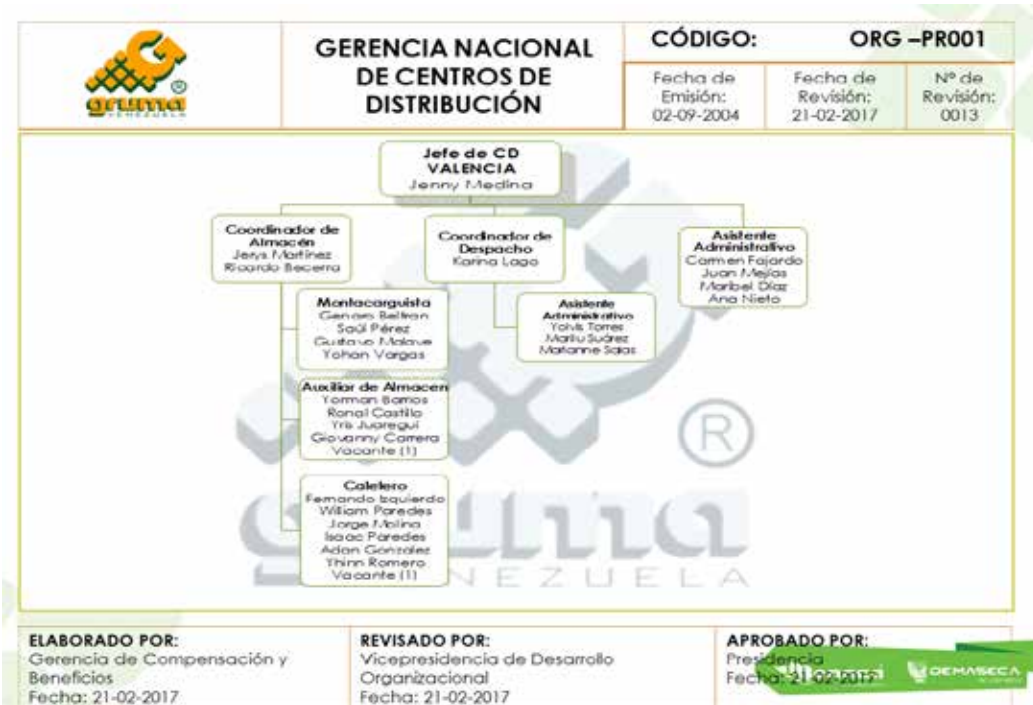 gruma
VENEZUELA
GERENCIA NACIONAL
DE CENTROS DE
DISTRIBUCIÓN
CÓDIGO: ORG –PR001
Fecha de
Emisión:
02-09-2004
Fecha de
Revisión:
21-02-2017
Nº de
Revisión:
0013
Jefe de CD
VALENCIA
Jenny Medina
Coordinador de
Almacén
Jerys Martínez
Ricardo Becerra
Coordinador de
Despacho
Karina Lago
Asistente
Administrativo
Carmen Fajardo
Juan Mejías
Maribel Díaz
Ana Nieto
Montacarguista
Genaro Beltran
Saúl Pérez
Gustavo Malave
Yohan Vargas
Asistente
Administrativo
Yolvis Torres
Marilu Suárez
Marianne Salas
Auxiliar de Almacen
Yorman Barrios
Ronal Castillo
Yris Juaregui
Giovanny Carrera
Vacante (1)
Caletero
Fernando Izquierdo
William Paredes
Jorge Molina
Isaac Paredes
Adan Gonzalez
Yhinn Romero
Vacante (1)
gruma
VENEZUELA
ELABORADO POR:
Gerencia de Compensación y
Beneficios
Fecha: 21-02-2017
REVISADO POR:
Vicepresidencia de Desarrollo
Organizacional
Fecha: 21-02-2017
APROBADO POR:
Presidencia
Fecha: 21-02-2017
DEMASECA